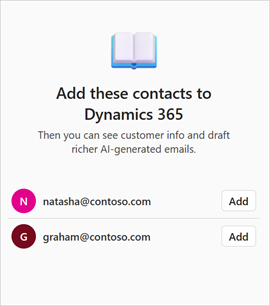 Add these contacts to
Dynamics 365
Then you can see customer info and draft
richer AI-generated emails.
N natasha@contoso.com Add
G graham@contoso.com Add